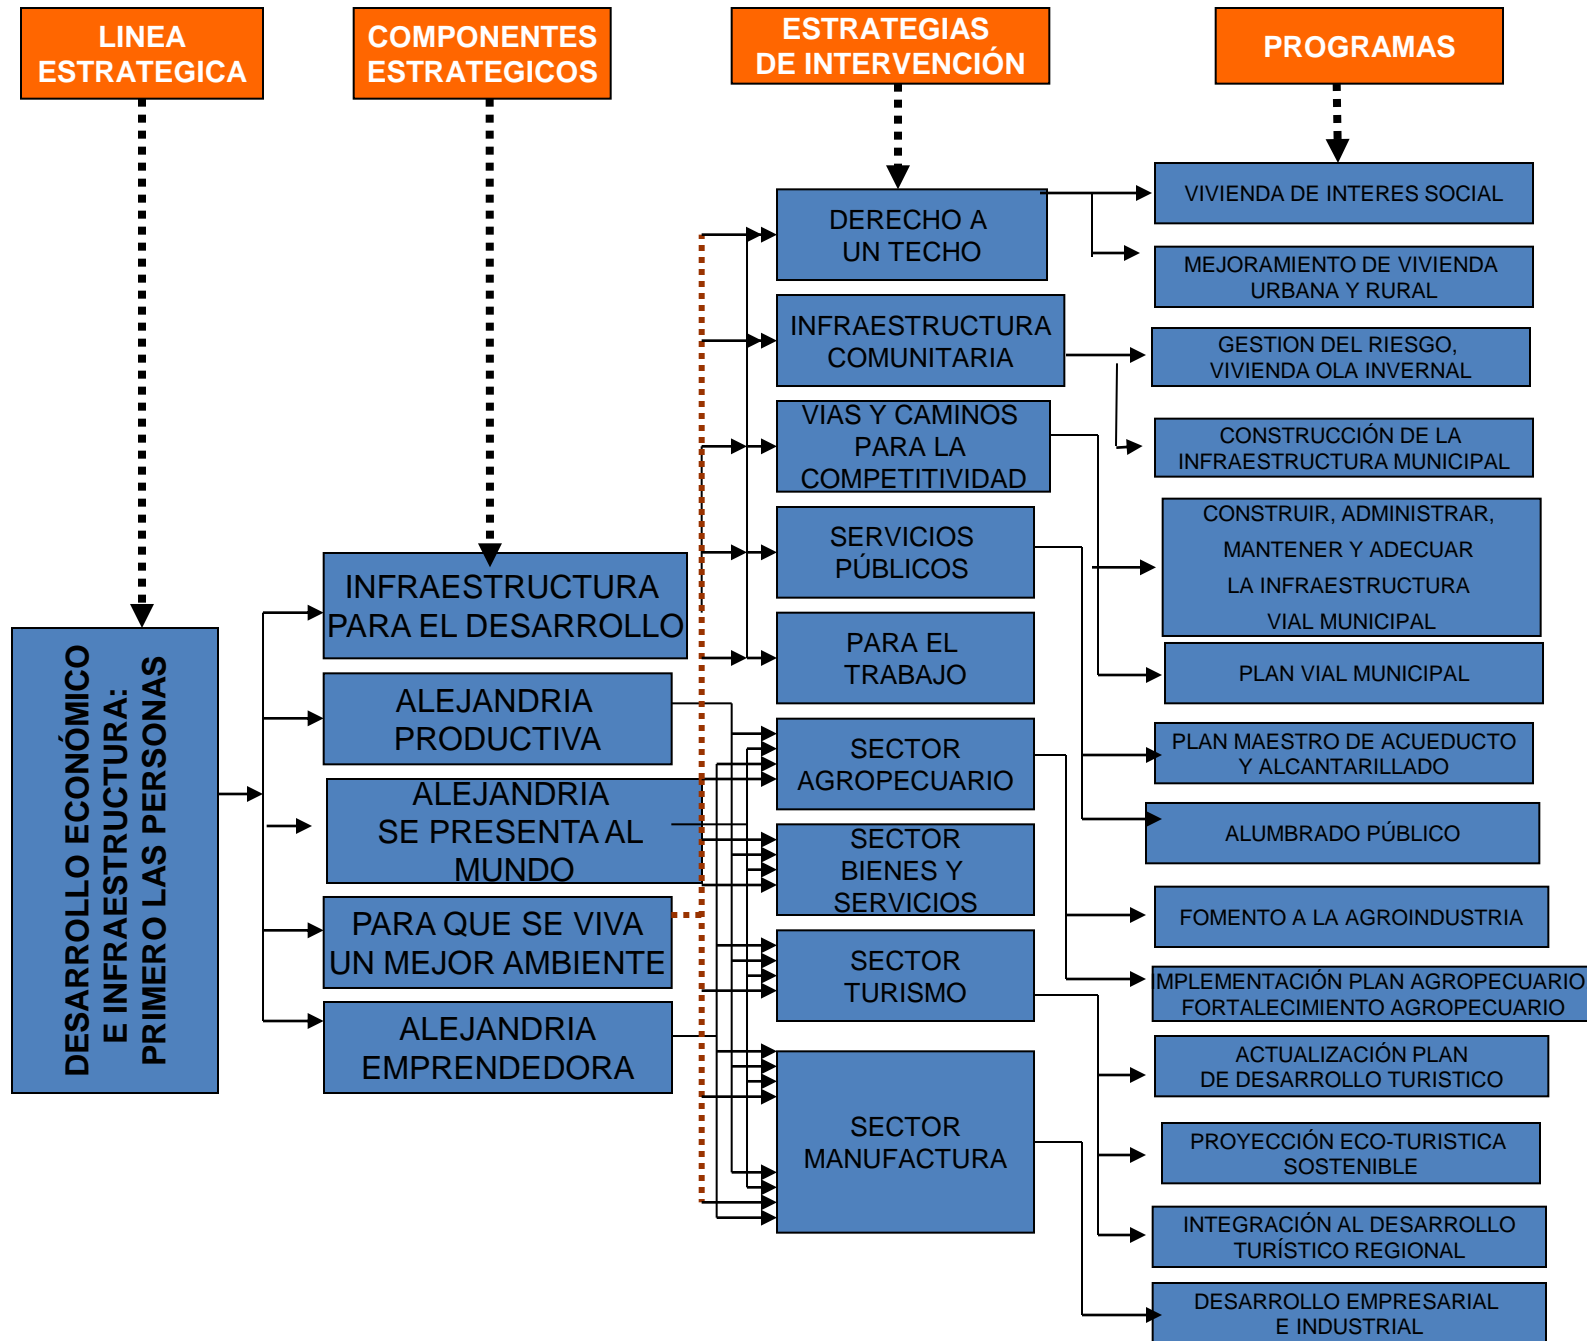 LINEA
ESTRATEGICA
COMPONENTES
ESTRATEGICOS
ESTRATEGIAS
DE INTERVENCIÓN
PROGRAMAS
DESARROLLO ECONÓMICO
E INFRAESTRUCTURA:
PRIMERO LAS PERSONAS
INFRAESTRUCTURA
PARA EL DESARROLLO
ALEJANDRIA
PRODUCTIVA
ALEJANDRIA
SE PRESENTA AL
MUNDO
PARA QUE SE VIVA
UN MEJOR AMBIENTE
ALEJANDRIA
EMPRENDEDORA
DERECHO A
UN TECHO
INFRAESTRUCTURA
COMUNITARIA
VIAS Y CAMINOS
PARA LA
COMPETITIVIDAD
SERVICIOS
PÚBLICOS
PARA EL
TRABAJO
SECTOR
AGROPECUARIO
SECTOR
BIENES Y
SERVICIOS
SECTOR
TURISMO
SECTOR
MANUFACTURA
VIVIENDA DE INTERES SOCIAL
MEJORAMIENTO DE VIVIENDA
URBANA Y RURAL
GESTION DEL RIESGO,
VIVIENDA OLA INVERNAL
CONSTRUCCIÓN DE LA
INFRAESTRUCTURA MUNICIPAL
CONSTRUIR, ADMINISTRAR,
MANTENER Y ADECUAR
LA INFRAESTRUCTURA
VIAL MUNICIPAL
PLAN VIAL MUNICIPAL
PLAN MAESTRO DE ACUEDUCTO
Y ALCANTARILLADO
ALUMBRADO PÚBLICO
FOMENTO A LA AGROINDUSTRIA
IMPLEMENTACIÓN PLAN AGROPECUARIO
FORTALECIMIENTO AGROPECUARIO
ACTUALIZACIÓN PLAN
DE DESARROLLO TURISTICO
PROYECCIÓN ECO-TURISTICA
SOSTENIBLE
INTEGRACIÓN AL DESARROLLO
TURÍSTICO REGIONAL
DESARROLLO EMPRESARIAL
E INDUSTRIAL